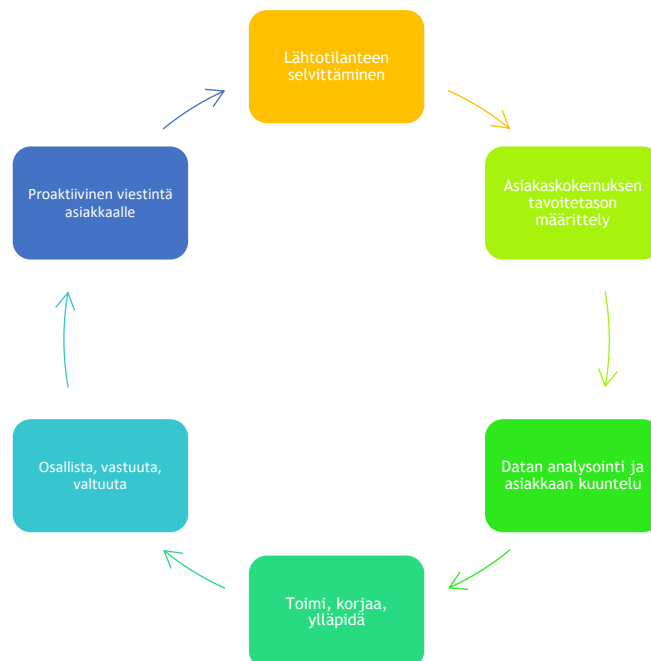 Lähtotilanteen
selvittäminen
Asiakaskokemuksen
tavoitetason
määrittely
Datan analysointi ja
asiakkaan kuuntelu
Toimi, korjaa,
ylläpidä
Osallista, vastuuta,
valtuuta
Proaktiivinen viestintä
asiakkaalle